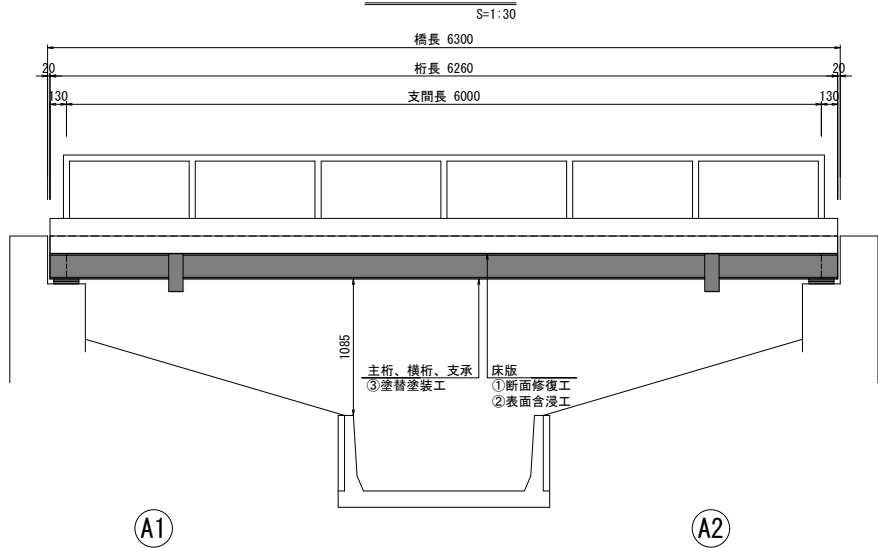 S=1:30
橋長 6300
20
桁長 6260
20
130
支間長 6000
130
1085
主桁、横桁、支承
③塗替塗装工
床版
①断面修復工
②表面含浸工
A1
A2